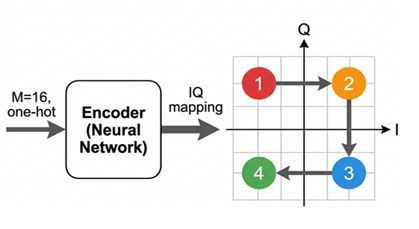 M=16,
one-hot
Encoder
(Neural
Network)
IQ
mapping
Q
I
1
2
4
3